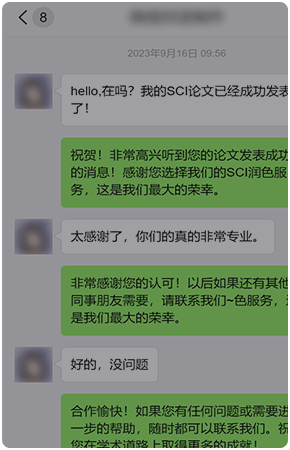 8
2023年9月16日 09:56
hello,在吗？我的SCI论文已经成功发表
了！
祝贺！非常高兴听到您的论文发表成功
的消息！感谢您选择我们的SCI润色服
务，这是我们最大的荣幸。
太感谢了，你们的真的非常专业。
非常感谢您的认可！以后如果还有其他
同事朋友需要，请联系我们~色服务，
是我们最大的荣幸。
好的，没问题
合作愉快！如果您有任何问题或需要进
一步的帮助，随时都可以联系我们。祝
您在学术道路上取得更多的成就！